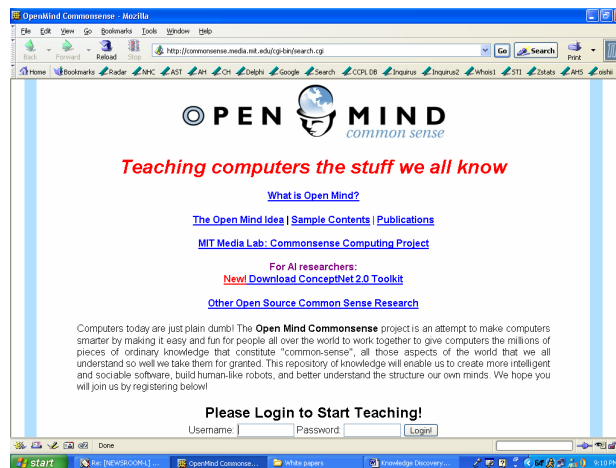 OpenMind Commonsense - Mozilla
File Edit View Go Bookmarks Tools Window Help
Back Forward Reload Stop http://commonsense.media.mit.edu/cgi-bin/search.cgi Go Search Print
Home Bookmarks Radar NHC AST AH CH Delphi Google Search CCPL DB Inquirus Inquirus2 Whois1 STI Zstats AHS oishii
OPEN MIND
common sense
Teaching computers the stuff we all know
What is Open Mind?
The Open Mind Idea | Sample Contents | Publications
MIT Media Lab: Commonsense Computing Project
For AI researchers:
New! Download ConceptNet 2.0 Toolkit
Other Open Source Common Sense Research
Computers today are just plain dumb! The Open Mind Commonsense project is an attempt to make computers
smarter by making it easy and fun for people all over the world to work together to give computers the millions of
pieces of ordinary knowledge that constitute "common-sense", all those aspects of the world that we all
understand so well we take them for granted. This repository of knowledge will enable us to create more intelligent
and sociable software, build human-like robots, and better understand the structure our own minds. We hope you
will join us by registering below!
Please Login to Start Teaching!
Username: Password: Login!
Done
start Re: [NEWSROOM-L] ... OpenMind Commonse... White papers Knowledge Discovery... 9:10 PM